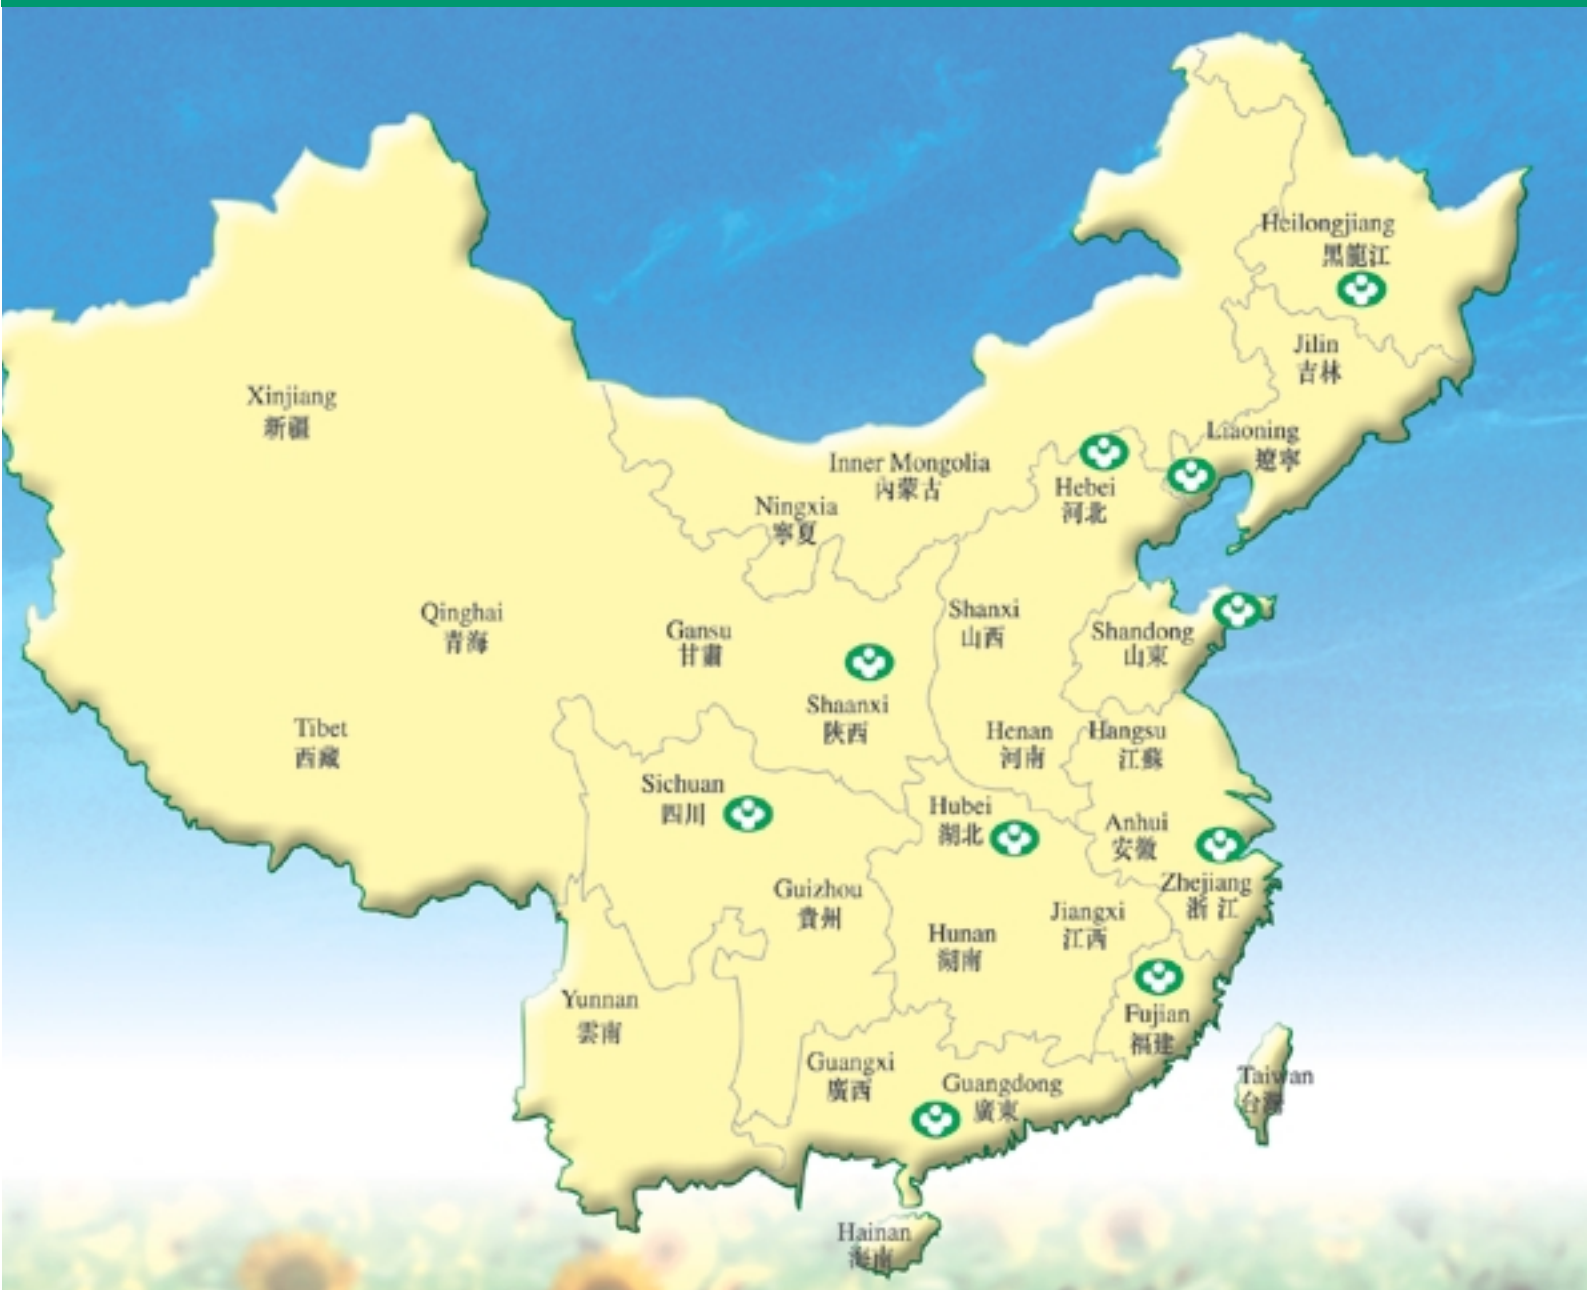 Heilongjiang
黑龍江
Jilin
吉林
Xinjiang
新疆
Liaoning
遼寧
Inner Mongolia
內蒙古
Hebei
河北
Ningxia
寧夏
Qinghai
青海
Gansu
甘肅
Shanxi
山西
Shandong
山東
Shaanxi
陝西
Tibet
西藏
Henan
河南
Hangsu
江蘇
Sichuan
四川
Hubei
湖北
Anhui
安徽
Guizhou
貴州
Zhejiang
浙江
Jiangxi
江西
Hunan
湖南
Yunnan
雲南
Fujian
福建
Guangxi
廣西
Guangdong
廣東
Taiwan
台灣
Hainan
海南